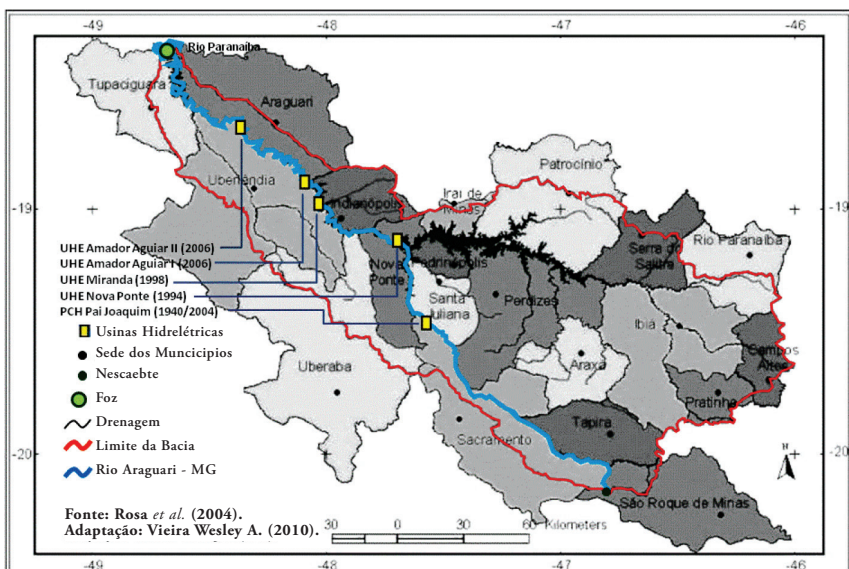 -49
-48
-47
-46
Rio Paranaíba
Tupaciguara
Araguari
Patrocínio
Uberlândia
Irai de
Minas
-19
-19
Indianópolis
Rio Paranaíba
Serra do
Salitre
UHE Amador Aguiar II (2006)
UHE Amador Aguiar I (2006)
Nova
Ponte
Pedrinópolis
UHE Miranda (1998)
UHE Nova Ponte (1994)
Santa
Juliana
Perdizes
PCH Pai Joaquim (1940/2004)
Ibiá
Usinas Hidrelétricas
Sede dos Muncicipios
Uberaba
Araxá
Campos
Altos
Nescaebte
Pratinha
Foz
Drenagem
Tapira
Limite da Bacia
Sacramento
-20
-20
Rio Araguari - MG
N
São Roque de Minas
Fonte: Rosa et al. (2004).
Adaptação: Vieira Wesley A. (2010).
30 0 30 60 Kilometers
-49
-48
-47
-46